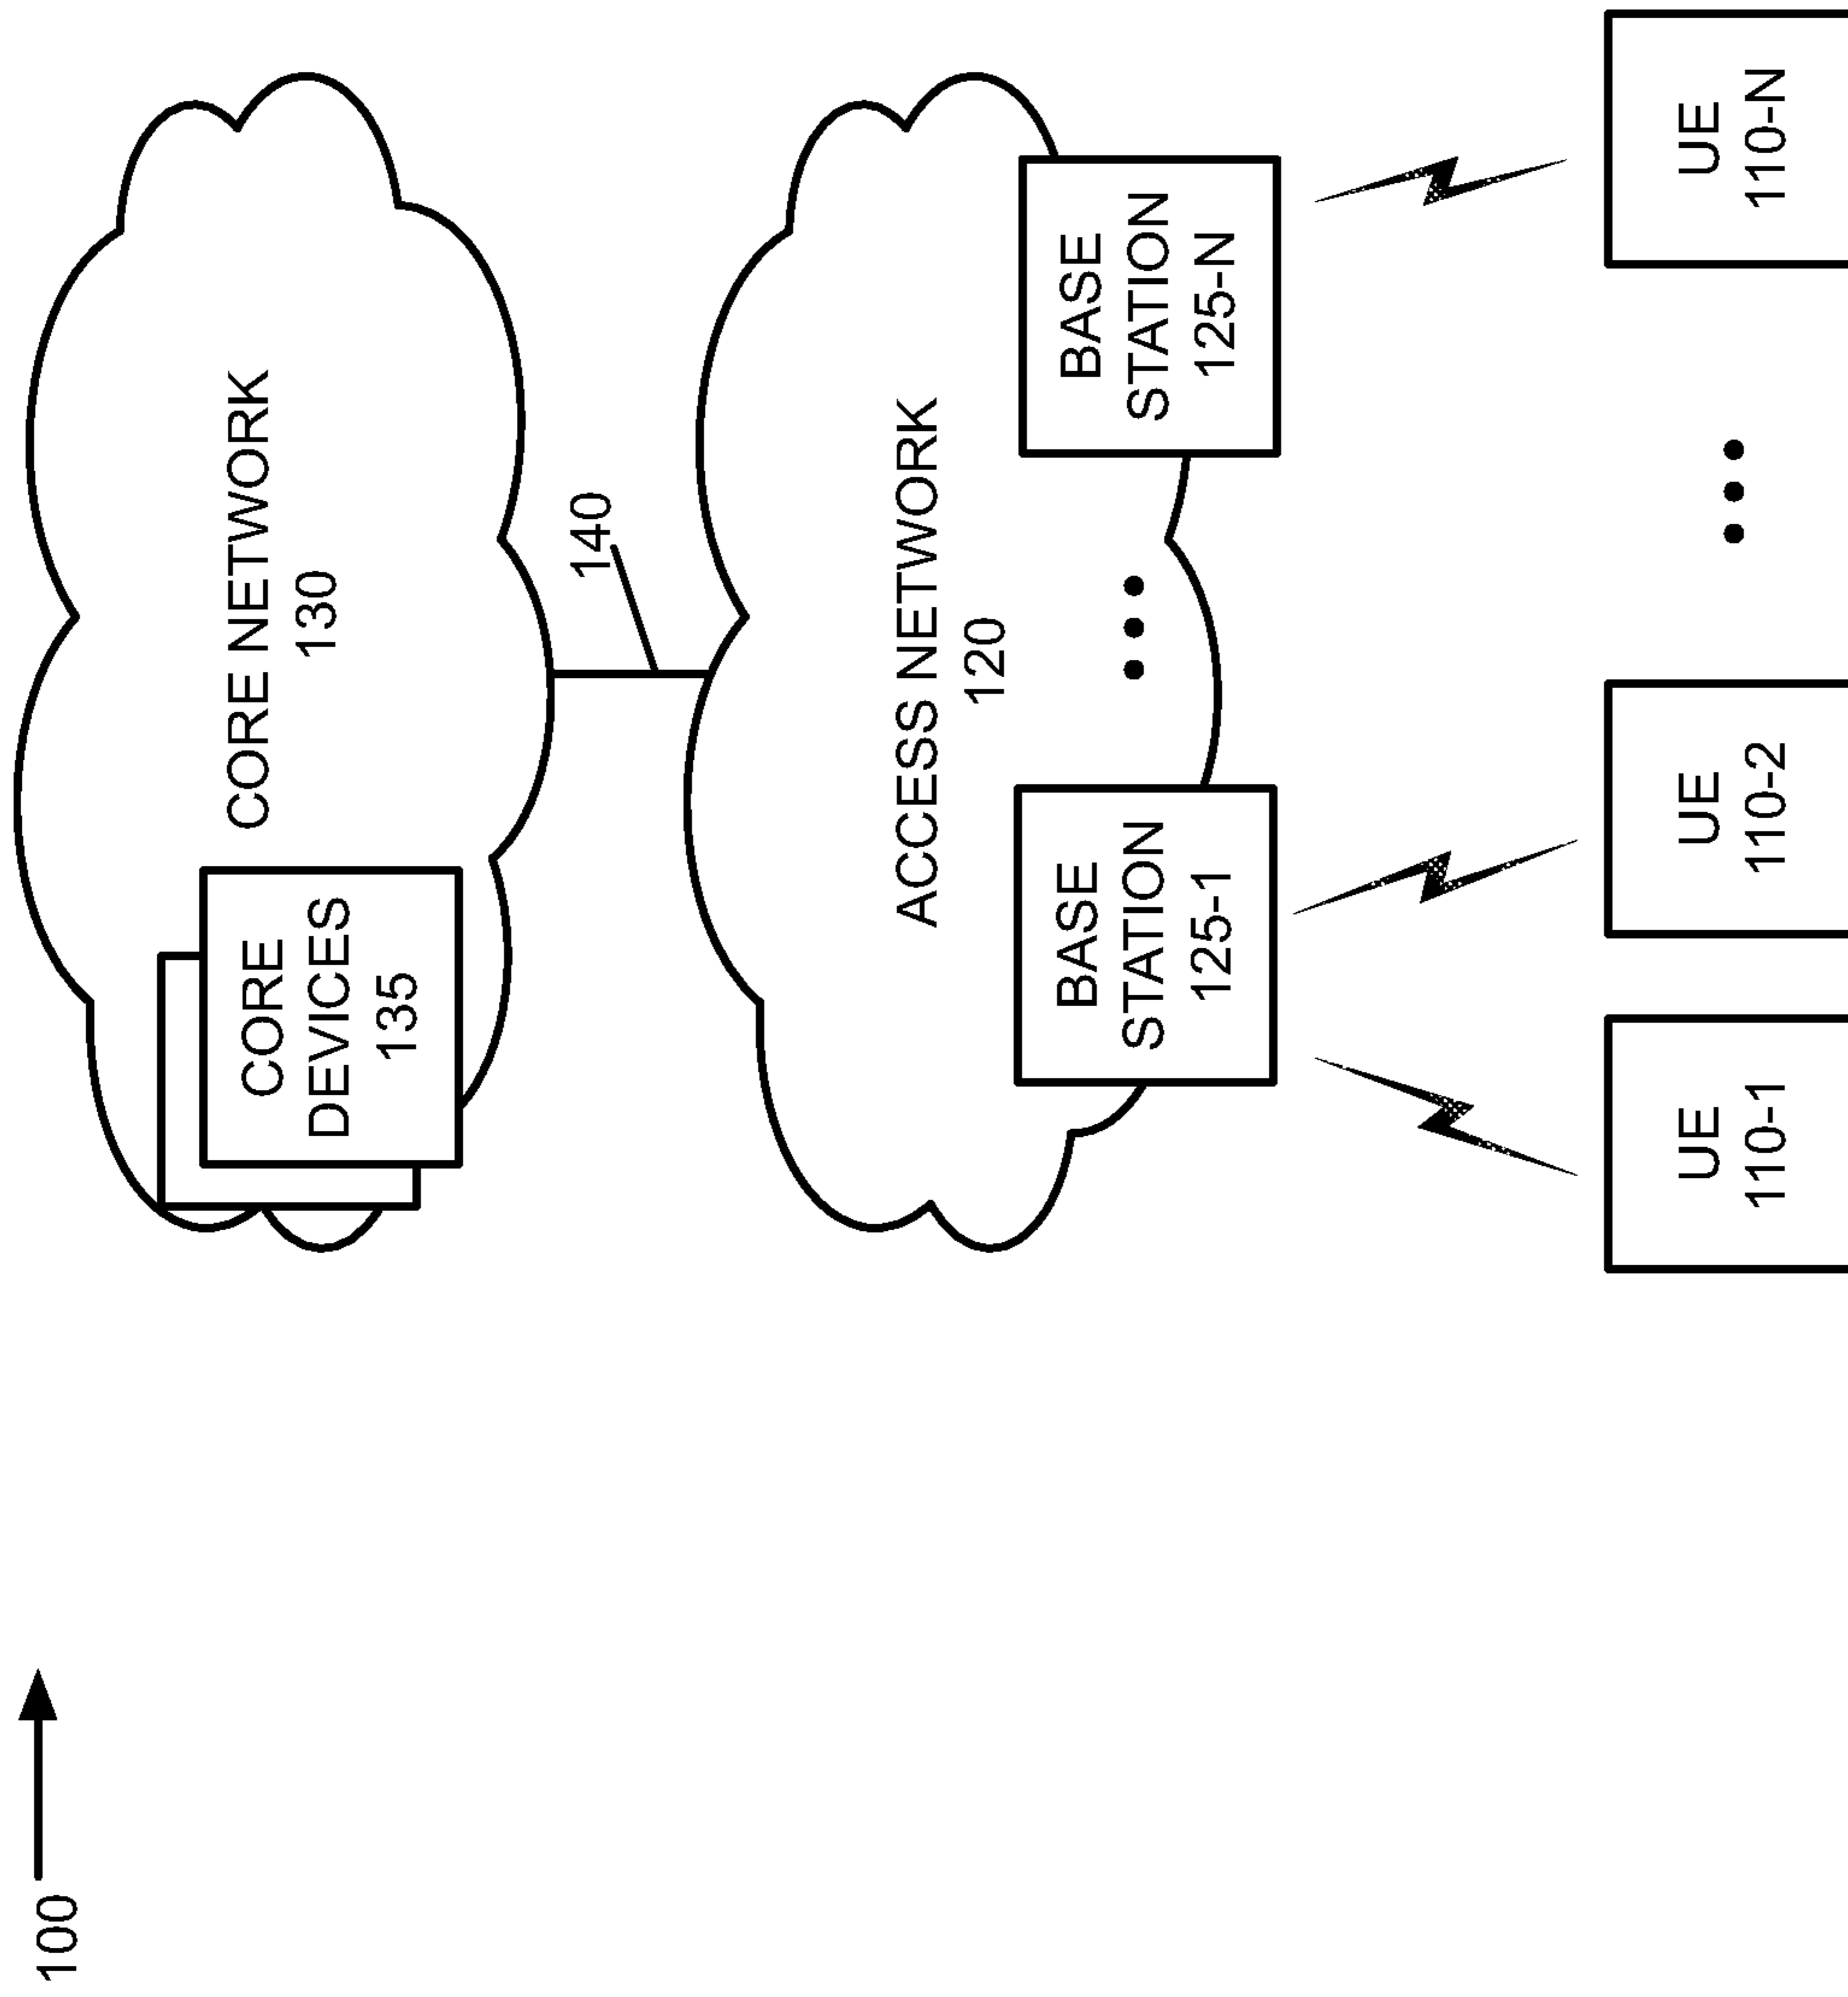 100
CORE NETWORK
130
CORE
DEVICES
135
140
ACCESS NETWORK
120
BASE
STATION
125-1
BASE
STATION
125-N
UE
110-1
UE
110-2
UE
110-N